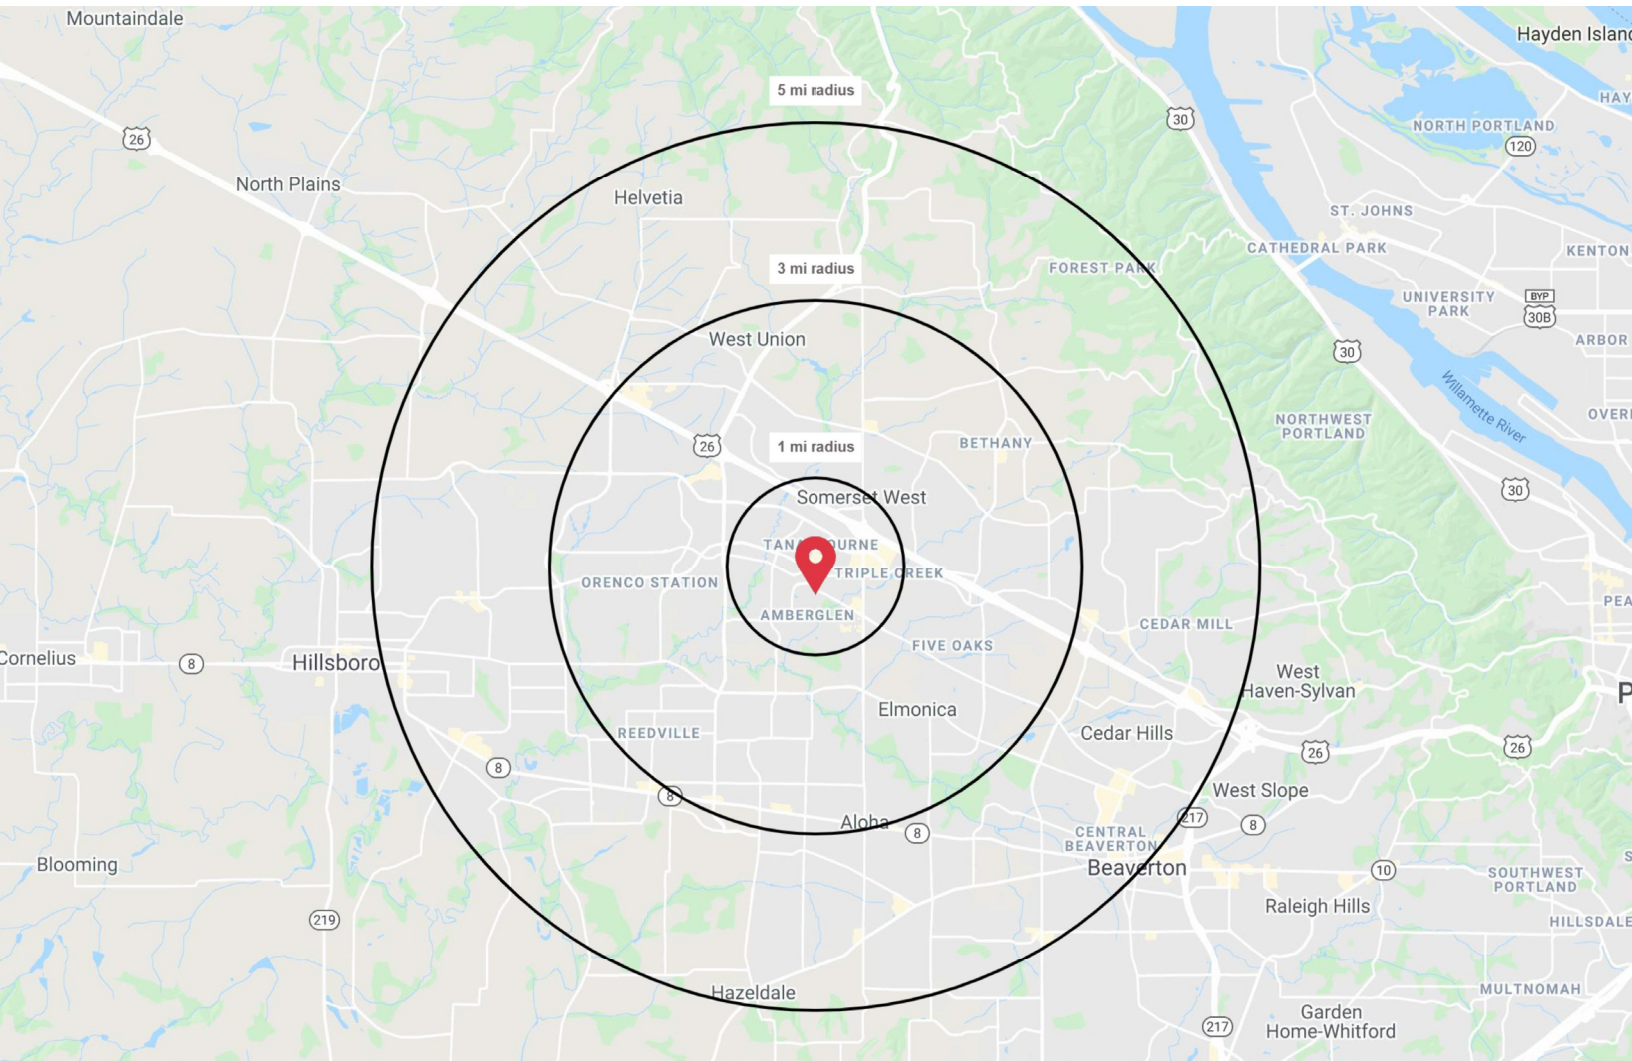 Mountaindale
Hayden Island
5 mi radius
HAY
30
NORTH PORTLAND
26
120
North Plains
Helvetia
ST. JOHNS
CATHEDRAL PARK
KENTON
3 mi radius
FOREST PARK
UNIVERSITY
PARK
BYP
30B
West Union
ARBOR
30
Willamette River
NORTHWEST
PORTLAND
26
1 mi radius
BETHANY
Somerset West
30
TANASBOURNE
TRIPLE CREEK
ORENCO STATION
AMBERGLEN
PEA
CEDAR MILL
FIVE OAKS
Cornelius
8
Hillsboro
West
Haven-Sylvan
P
Elmonica
REEDVILLE
Cedar Hills
26
26
8
West Slope
8
Aloha
8
217
8
CENTRAL
BEAVERTON
Beaverton
Blooming
10
SOUTHWEST
PORTLAND
Raleigh Hills
219
HILLSDALE
Hazeldale
MULTNOMAH
Garden
Home-Whitford
217